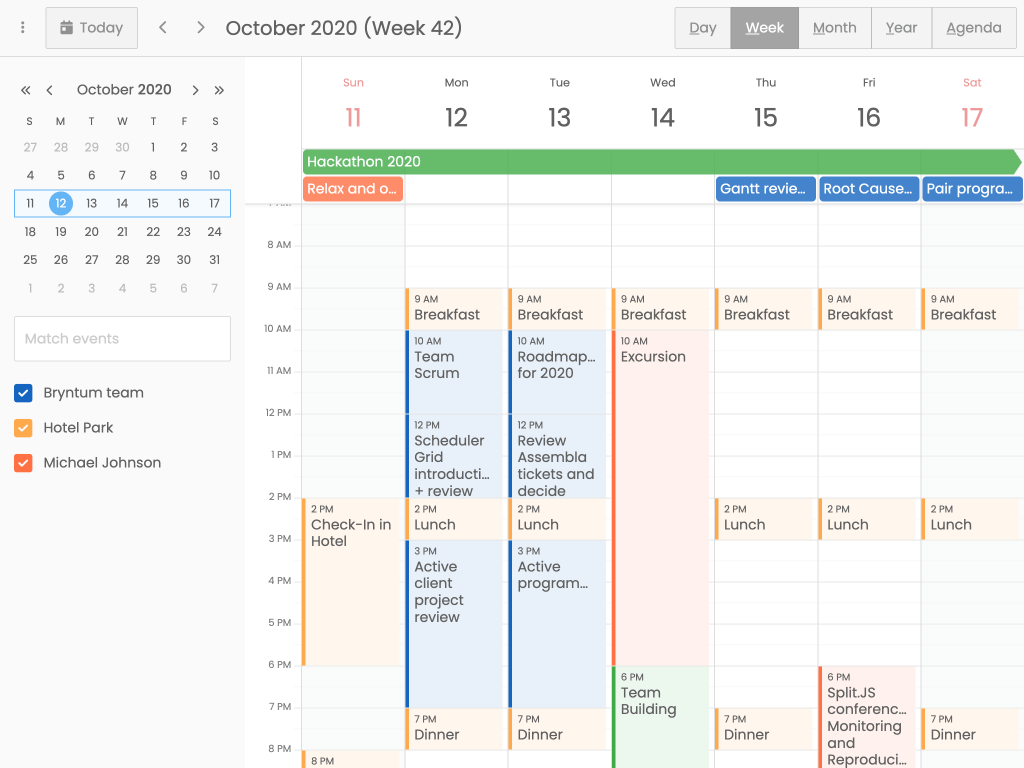 Today
October 2020 (Week 42)
Day
Week
Month
Year
Agenda
October 2020
S M T W T F S
27 28 29 30 1 2 3
4 5 6 7 8 9 10
11 12 13 14 15 16 17
18 19 20 21 22 23 24
25 26 27 28 29 30 31
1 2 3 4 5 6 7
Match events
Bryntum team
Hotel Park
Michael Johnson
Sun Mon Tue Wed Thu Fri Sat
11 12 13 14 15 16 17
Hackathon 2020
Relax and o...
Gantt revie...
Root Cause...
Pair progra...
8 AM
9 AM
10 AM
11 AM
12 PM
1 PM
2 PM
3 PM
4 PM
5 PM
6 PM
7 PM
8 PM
2 PM
Check-In in
Hotel
8 PM
9 AM
Breakfast
10 AM
Team
Scrum
12 PM
Scheduler
Grid
introducti...
+ review
2 PM
Lunch
3 PM
Active
client
project
review
7 PM
Dinner
9 AM
Breakfast
10 AM
Roadmap...
for 2020
12 PM
Review
Assembla
tickets and
decide
2 PM
Lunch
3 PM
Active
program...
7 PM
Dinner
9 AM
Breakfast
10 AM
Excursion
6 PM
Team
Building
9 AM
Breakfast
2 PM
Lunch
7 PM
Dinner
9 AM
Breakfast
2 PM
Lunch
6 PM
Split.JS
conferenc...
Monitoring
and
Reproduci...
9 AM
Breakfast
2 PM
Lunch
7 PM
Dinner